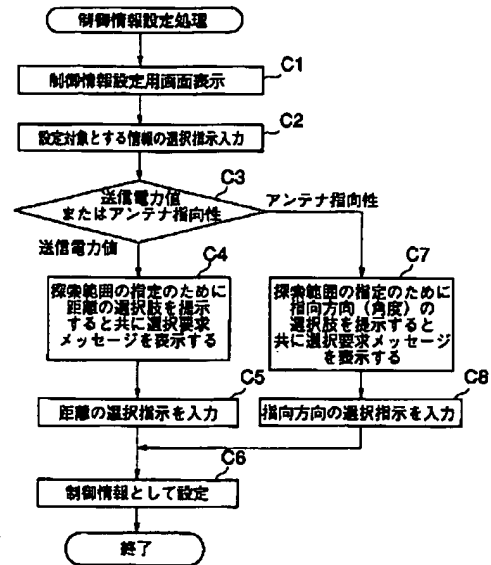 制御情報設定処理
C1
制御情報設定用画面表示
C2
設定対象とする情報の選択指示入力
C3
送信電力値
またはアンテナ指向性
アンテナ指向性
送信電力値
C4
探索範囲の指定のために
距離の選択肢を提示
すると共に選択要求
メッセージを表示する
C7
探索範囲の指定のために
指向方向（角度）の
選択肢を提示すると
共に選択要求メッセージ
を表示する
C5
距離の選択指示を入力
C8
指向方向の選択指示を入力
C6
制御情報として設定
終了